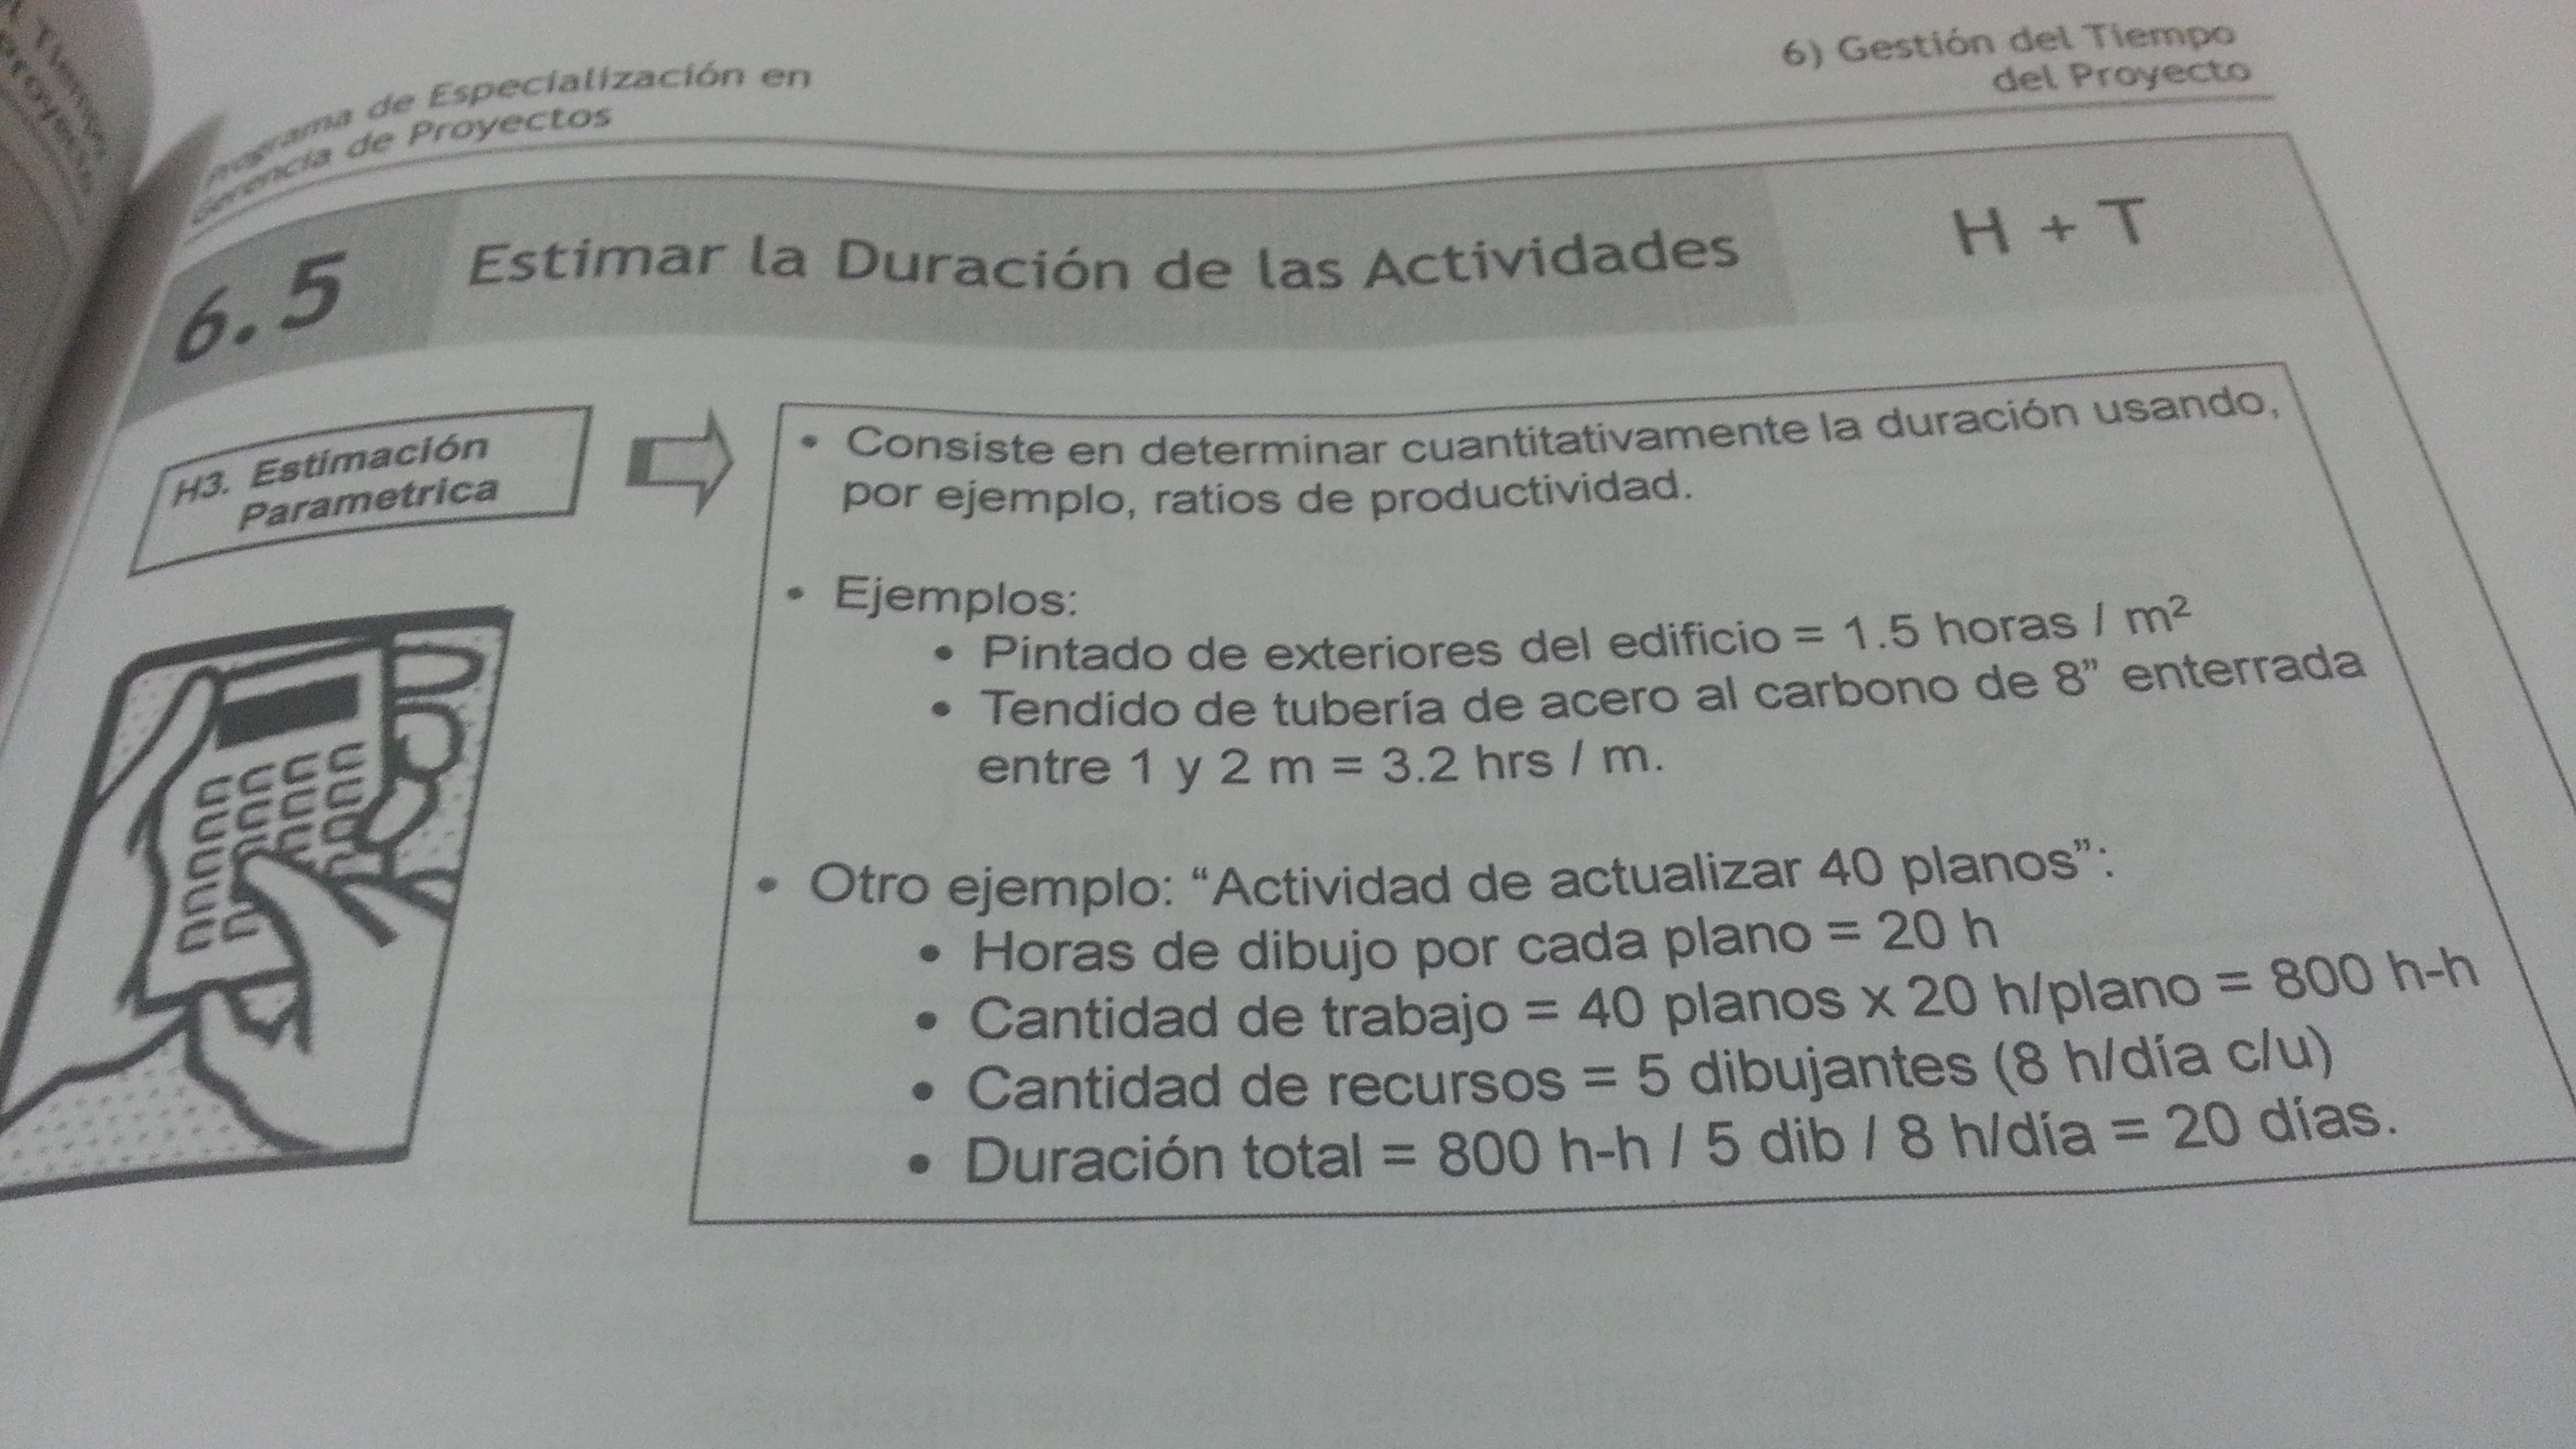 Tiempo
Proyecto
Programa de Especialización en
Gerencia de Proyectos
6) Gestión del Tiempo
del Proyecto
6.5 Estimar la Duración de las Actividades H + T
H3. Estimación
Parametrica
• Consiste en determinar cuantitativamente la duración usando,
por ejemplo, ratios de productividad.
• Ejemplos:
• Pintado de exteriores del edificio = 1.5 horas / m²
• Tendido de tubería de acero al carbono de 8” enterrada
entre 1 y 2 m = 3.2 hrs / m.
• Otro ejemplo: “Actividad de actualizar 40 planos”:
• Horas de dibujo por cada plano = 20 h
• Cantidad de trabajo = 40 planos x 20 h/plano = 800 h-h
• Cantidad de recursos = 5 dibujantes (8 h/día c/u)
• Duración total = 800 h-h / 5 dib / 8 h/día = 20 días.